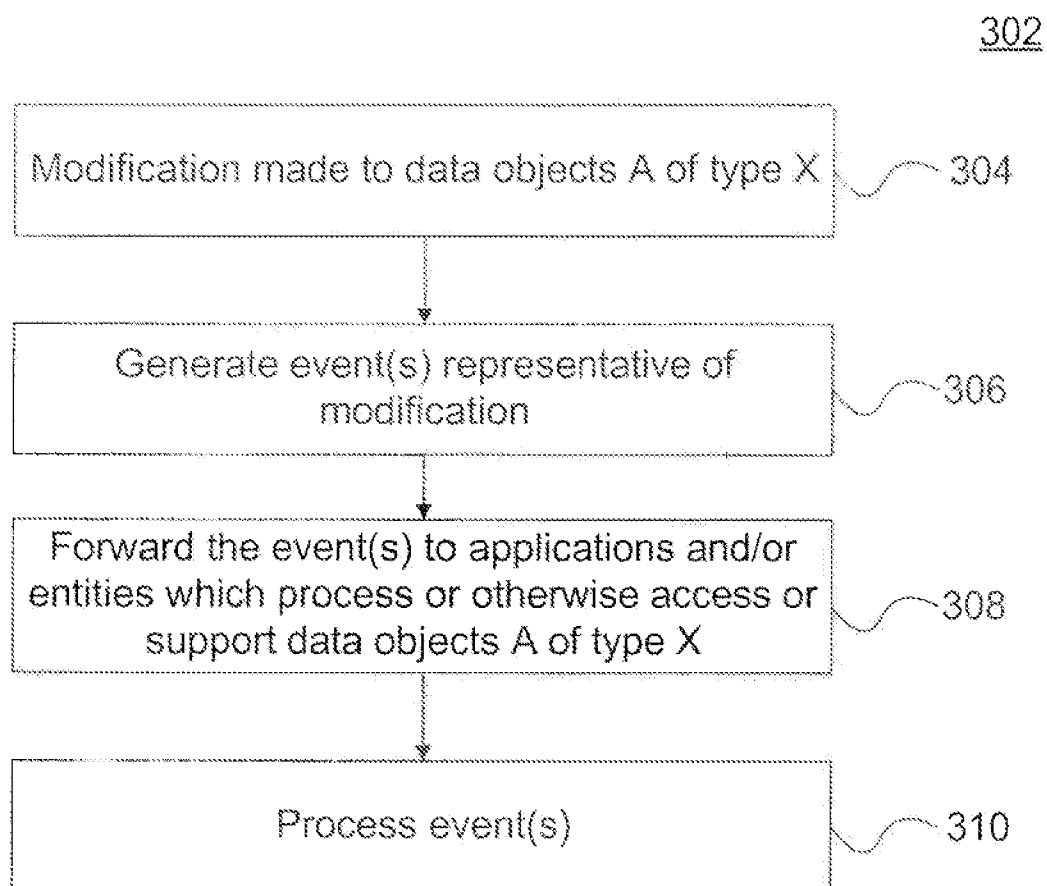 302
Modification made to data objects A of type X
304
Generate event(s) representative of
modification
306
Forward the event(s) to applications and/or
entities which process or otherwise access or
support data objects A of type X
308
Process event(s)
310